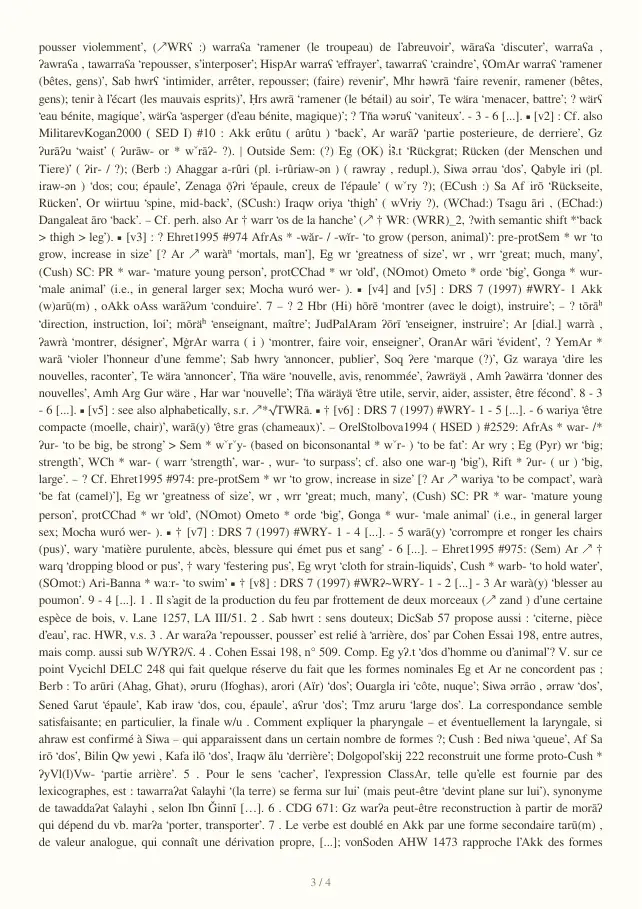 pousser violemment', (↗WRʕ :) warraʕa 'ramener (le troupeau) de l'abreuvoir', wāraʕa 'discuter', warraʕa ,
ʔawraʕa , tawarraʕa 'repousser, s'interposer'; HispAr warraʕ 'effrayer', tawarraʕ 'craindre', ʕOmAr warraʕ 'ramener
(bêtes, gens)', Sab hwrʕ 'intimider, arrêter, repousser; (faire) revenir', Mhr həwrā 'faire revenir, ramener (bêtes,
gens); tenir à l'écart (les mauvais esprits)', Ḥrs awrā 'ramener (le bétail) au soir', Te wära 'menacer, battre'; ? wärʕ
'eau bénite, magique', wärʕa 'asperger (d'eau bénite, magique)'; ? Tña wəruʕ 'vaniteux'. - 3 - 6 [...]. ▪ [v2] : Cf. also
MilitarevKogan2000 ( SED I) #10 : Akk erûtu ( arûtu ) 'back', Ar warāʔ 'partie posterieure, de derriere', Gz
ʔurāʔu 'waist' ( ʔurāw- or * wˇrāʔ- ?). | Outside Sem: (?) Eg (OK) i҆ꜣ.t 'Rückgrat; Rücken (der Menschen und
Tiere)' ( ʔir- / ?); (Berb :) Ahaggar a-rûri (pl. i-rûriaw-ən ) ( rawray , redupl.), Siwa ərrau 'dos', Qabyle iri (pl.
iraw-ən ) 'dos; cou; épaule', Zenaga ọ̄ʔri 'épaule, creux de l'épaule' ( wˇry ?); (ECush :) Sa Af irō 'Rückseite,
Rücken', Or wiirtuu 'spine, mid-back', (SCush:) Iraqw oriya 'thigh' ( wVriy ?), (WChad:) Tsagu āri , (EChad:)
Dangaleat āro 'back'. – Cf. perh. also Ar † warr 'os de la hanche' (↗ † WR: (WRR)_2, ?with semantic shift *'back
> thigh > leg'). ▪ [v3] : ? Ehret1995 #974 AfrAs * -wăr- / -wĭr- 'to grow (person, animal)': pre-protSem * wr 'to
grow, increase in size' [? Ar ↗ waràⁿ 'mortals, man'], Eg wr 'greatness of size', wr , wrr 'great; much, many',
(Cush) SC: PR * war- 'mature young person', protCChad * wr 'old', (NOmot) Ometo * orde 'big', Gonga * wur-
'male animal' (i.e., in general larger sex; Mocha wuró wer- ). ▪ [v4] and [v5] : DRS 7 (1997) #WRY- 1 Akk
(w)arū(m) , oAkk oAss warāʔum 'conduire'. 7 – ? 2 Hbr (Hi) hōrē 'montrer (avec le doigt), instruire'; – ? tōrāʰ
'direction, instruction, loi'; mōrāʰ 'enseignant, maître'; JudPalAram ʔōrī 'enseigner, instruire'; Ar [dial.] warrà ,
ʔawrà 'montrer, désigner', MġrAr warra ( i ) 'montrer, faire voir, enseigner', OranAr wāri 'évident', ? YemAr *
warā 'violer l'honneur d'une femme'; Sab hwry 'annoncer, publier', Soq ʔere 'marque (?)', Gz waraya 'dire les
nouvelles, raconter', Te wära 'annoncer', Tña wäre 'nouvelle, avis, renommée', ʔawräyä , Amh ʔawärra 'donner des
nouvelles', Amh Arg Gur wäre , Har war 'nouvelle'; Tña wäräyä 'être utile, servir, aider, assister, être fécond'. 8 - 3
- 6 [...]. ▪ [v5] : see also alphabetically, s.r. ↗*√TWRā. ▪ † [v6] : DRS 7 (1997) #WRY- 1 - 5 [...]. - 6 wariya 'être
compacte (moelle, chair)', warā(y) 'être gras (chameaux)'. – OrelStolbova1994 ( HSED ) #2529: AfrAs * war- /*
ʔur- 'to be big, be strong' > Sem * wˇrˇy- (based on biconsonantal * wˇr- ) 'to be fat': Ar wry ; Eg (Pyr) wr 'big;
strength', WCh * war- ( warr 'strength', war- , wur- 'to surpass'; cf. also one war-ŋ 'big'), Rift * ʔur- ( ur ) 'big,
large'. – ? Cf. Ehret1995 #974: pre-protSem * wr 'to grow, increase in size' [? Ar ↗ wariya 'to be compact', warà
'be fat (camel)'], Eg wr 'greatness of size', wr , wrr 'great; much, many', (Cush) SC: PR * war- 'mature young
person', protCChad * wr 'old', (NOmot) Ometo * orde 'big', Gonga * wur- 'male animal' (i.e., in general larger
sex; Mocha wuró wer- ). ▪ † [v7] : DRS 7 (1997) #WRY- 1 - 4 [...]. - 5 warā(y) 'corrompre et ronger les chairs
(pus)', wary 'matière purulente, abcès, blessure qui émet pus et sang' - 6 [...]. – Ehret1995 #975: (Sem) Ar ↗ †
warq 'dropping blood or pus', † wary 'festering pus', Eg wryt 'cloth for strain-liquids', Cush * warb- 'to hold water',
(SOmot:) Ari-Banna * wa:r- 'to swim' ▪ † [v8] : DRS 7 (1997) #WRʔ~WRY- 1 - 2 [...] - 3 Ar warà(y) 'blesser au
poumon'. 9 - 4 [...]. 1 . Il s'agit de la production du feu par frottement de deux morceaux (↗ zand ) d'une certaine
espèce de bois, v. Lane 1257, LA III/51. 2 . Sab hwrt : sens douteux; DicSab 57 propose aussi : 'citerne, pièce
d'eau', rac. HWR, v.s. 3 . Ar waraʔa 'repousser, pousser' est relié à 'arrière, dos' par Cohen Essai 198, entre autres,
mais comp. aussi sub W/YRʔ/ʕ. 4 . Cohen Essai 198, n° 509. Comp. Eg yꜣ.t 'dos d'homme ou d'animal'? V. sur ce
point Vycichl DELC 248 qui fait quelque réserve du fait que les formes nominales Eg et Ar ne concordent pas ;
Berb : To arūri (Ahag, Ghat), əruru (Ifoghas), arori (Aïr) 'dos'; Ouargla iri 'côte, nuque'; Siwa ərrāo , ərraw 'dos',
Sened ʕarut 'épaule', Kab iraw 'dos, cou, épaule', aʕrur 'dos'; Tmz aruru 'large dos'. La correspondance semble
satisfaisante; en particulier, la finale w/u . Comment expliquer la pharyngale – et éventuellement la laryngale, si
ahraw est confirmé à Siwa – qui apparaissent dans un certain nombre de formes ?; Cush : Bed niwa 'queue', Af Sa
irō 'dos', Bilin Qw yewi , Kafa ilō 'dos', Iraqw ālu 'derrière'; Dolgopol'skij 222 reconstruit une forme proto-Cush *
ʔyVl(l)Vw- 'partie arrière'. 5 . Pour le sens 'cacher', l'expression ClassAr, telle qu'elle est fournie par des
lexicographes, est : tawarraʔat ʕalayhi '(la terre) se ferma sur lui' (mais peut-être 'devint plane sur lui'), synonyme
de tawaddaʔat ʕalayhi , selon Ibn Ǧinnī […]. 6 . CDG 671: Gz warʔa peut-être reconstruction à partir de morāʔ
qui dépend du vb. marʔa 'porter, transporter'. 7 . Le verbe est doublé en Akk par une forme secondaire tarū(m) ,
de valeur analogue, qui connaît une dérivation propre, [...]; vonSoden AHW 1473 rapproche l'Akk des formes
3 / 4